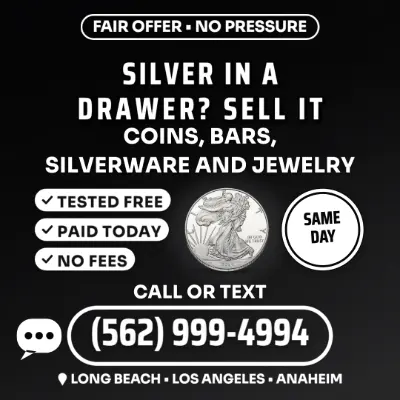 FAIR OFFER • NO PRESSURE
SILVER IN A
DRAWER? SELL IT
COINS, BARS,
SILVERWARE AND JEWELRY
✓ TESTED FREE
✓ PAID TODAY
✓ NO FEES
SAME
DAY
CALL OR TEXT
(562) 999-4994
LONG BEACH • LOS ANGELES • ANAHEIM